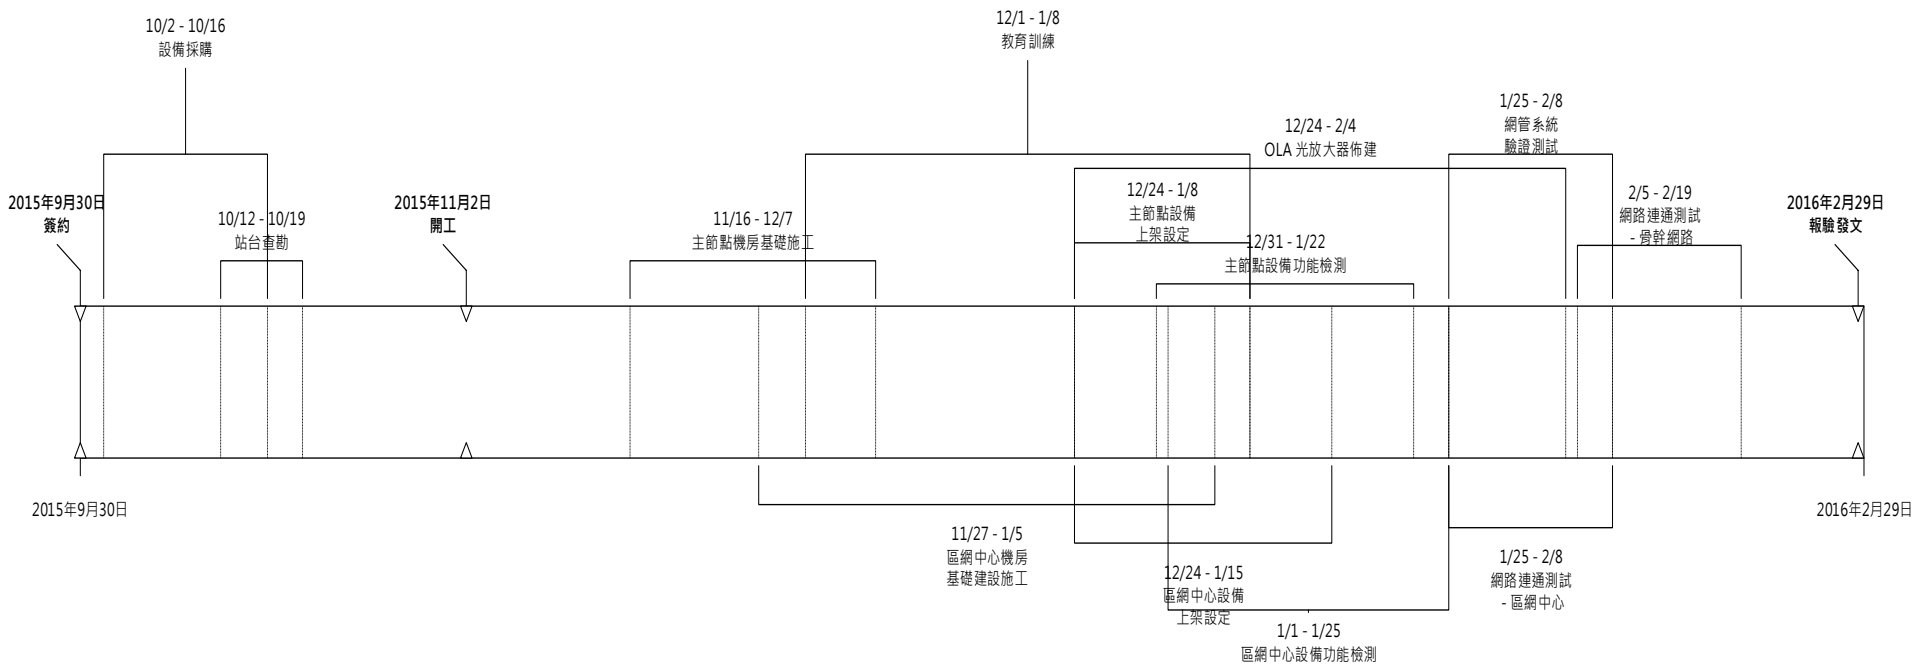 10/2 - 10/16
設備採購
12/1 - 1/8
教育訓練
1/25 - 2/8
網管系統
驗證測試
12/24 - 2/4
OLA 光放大器佈建
2015年9月30日
簽約
10/12 - 10/19
站台查勘
2015年11月2日
開工
11/16 - 12/7
主節點機房基礎施工
12/24 - 1/8
主節點設備
上架設定
12/31 - 1/22
主節點設備功能檢測
2/5 - 2/19
網路連通測試
- 骨幹網路
2016年2月29日
報驗發文
2015年9月30日
2016年2月29日
11/27 - 1/5
區網中心機房
基礎建設施工
12/24 - 1/15
區網中心設備
上架設定
1/1 - 1/25
區網中心設備功能檢測
1/25 - 2/8
網路連通測試
- 區網中心